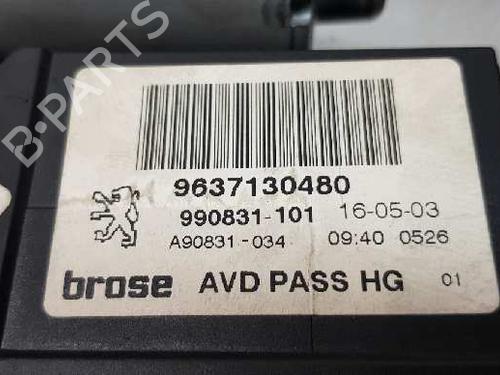 B-PARTS
9637130480
990831-101 16-05-03
A90831-034 09:40 0526
brose AVD PASS HG 01